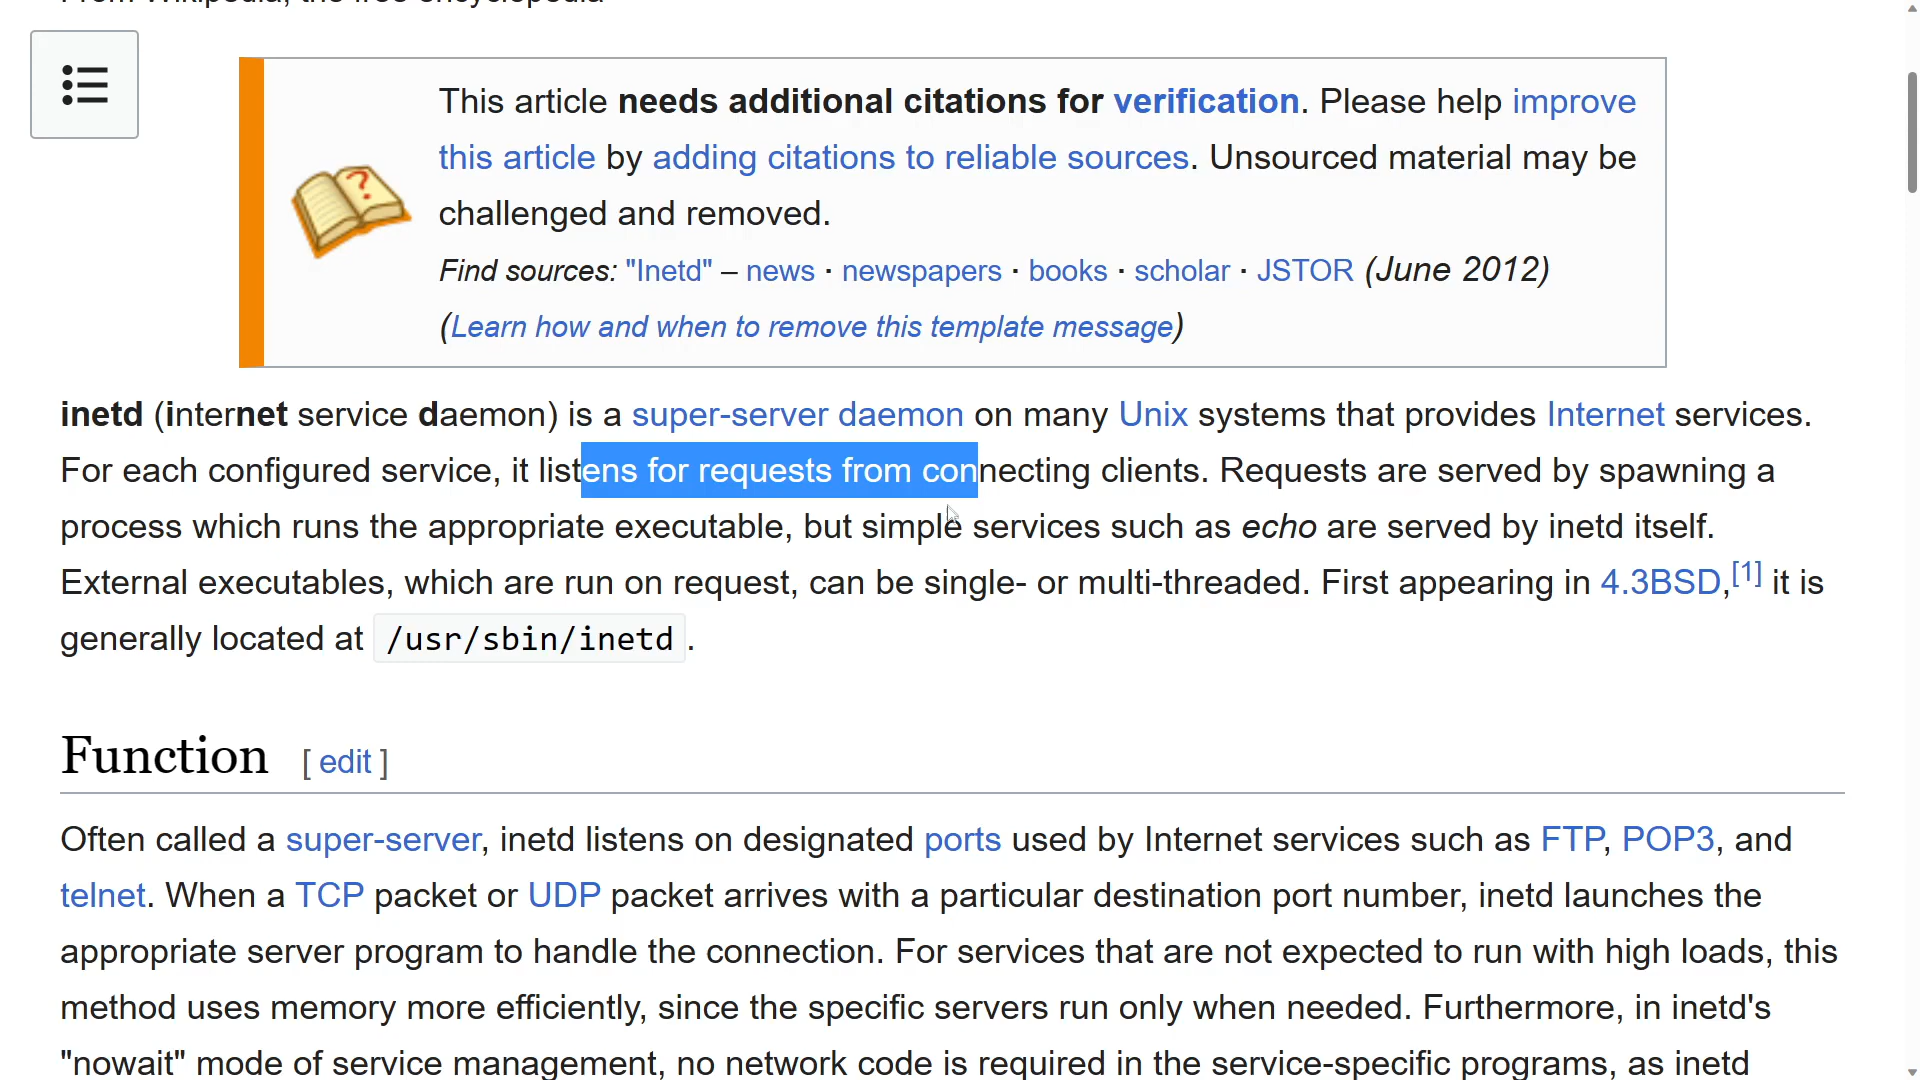 From Wikipedia, the free encyclopedia
This article needs additional citations for verification. Please help improve
this article by adding citations to reliable sources. Unsourced material may be
challenged and removed.
Find sources: "Inetd" – news · newspapers · books · scholar · JSTOR (June 2012)
(Learn how and when to remove this template message)
inetd (internet service daemon) is a super-server daemon on many Unix systems that provides Internet services.
For each configured service, it listens for requests from connecting clients. Requests are served by spawning a
process which runs the appropriate executable, but simple services such as echo are served by inetd itself.
External executables, which are run on request, can be single- or multi-threaded. First appearing in 4.3BSD,[1] it is
generally located at /usr/sbin/inetd.
Function [ edit ]
Often called a super-server, inetd listens on designated ports used by Internet services such as FTP, POP3, and
telnet. When a TCP packet or UDP packet arrives with a particular destination port number, inetd launches the
appropriate server program to handle the connection. For services that are not expected to run with high loads, this
method uses memory more efficiently, since the specific servers run only when needed. Furthermore, in inetd's
"nowait" mode of service management, no network code is required in the service-specific programs, as inetd